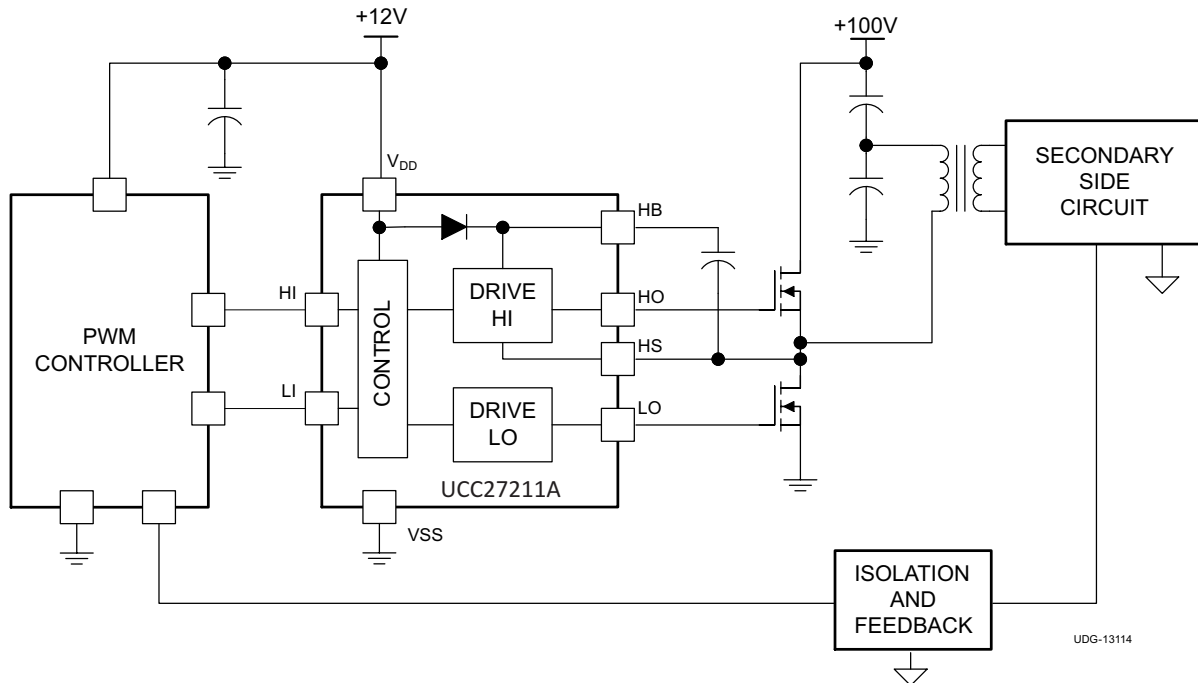 +12V
+100V
V_DD
SECONDARY
SIDE
CIRCUIT
HB
DRIVE
HI
HI
HO
PWM
CONTROLLER
CONTROL
HS
LI
DRIVE
LO
LO
UCC27211A
VSS
ISOLATION
AND
FEEDBACK
UDG-13114